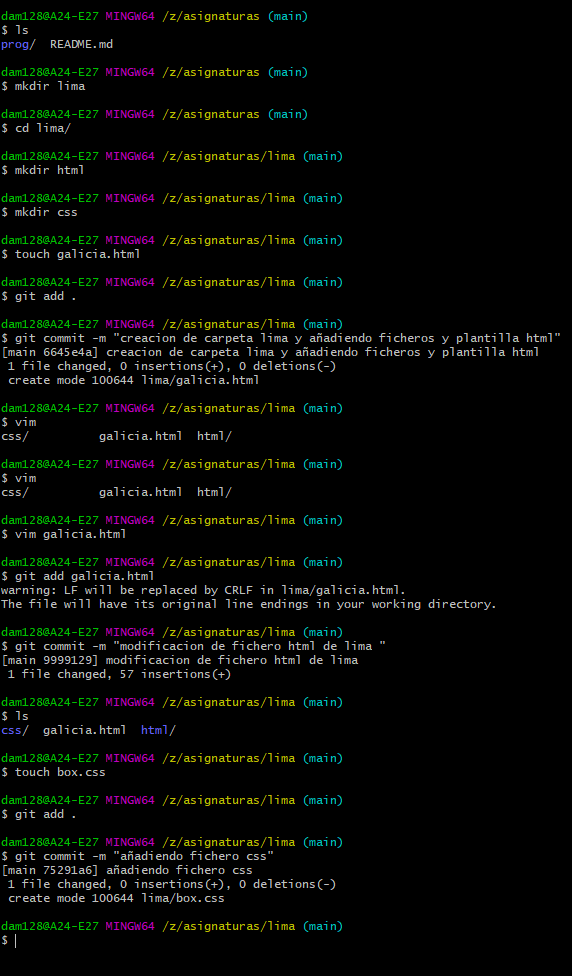 dam128@A24-E27 MINGW64 /z/asignaturas (main)
$ ls
prog/  README.md
dam128@A24-E27 MINGW64 /z/asignaturas (main)
$ mkdir lima
dam128@A24-E27 MINGW64 /z/asignaturas (main)
$ cd lima/
dam128@A24-E27 MINGW64 /z/asignaturas/lima (main)
$ mkdir html
dam128@A24-E27 MINGW64 /z/asignaturas/lima (main)
$ mkdir css
dam128@A24-E27 MINGW64 /z/asignaturas/lima (main)
$ touch galicia.html
dam128@A24-E27 MINGW64 /z/asignaturas/lima (main)
$ git add .
dam128@A24-E27 MINGW64 /z/asignaturas/lima (main)
$ git commit -m "creacion de carpeta lima y añadiendo ficheros y plantilla html"
[main 6645e4a] creacion de carpeta lima y añadiendo ficheros y plantilla html
 1 file changed, 0 insertions(+), 0 deletions(-)
 create mode 100644 lima/galicia.html
dam128@A24-E27 MINGW64 /z/asignaturas/lima (main)
$ vim
css/          galicia.html  html/
dam128@A24-E27 MINGW64 /z/asignaturas/lima (main)
$ vim
css/          galicia.html  html/
dam128@A24-E27 MINGW64 /z/asignaturas/lima (main)
$ vim galicia.html
dam128@A24-E27 MINGW64 /z/asignaturas/lima (main)
$ git add galicia.html
warning: LF will be replaced by CRLF in lima/galicia.html.
The file will have its original line endings in your working directory.
dam128@A24-E27 MINGW64 /z/asignaturas/lima (main)
$ git commit -m "modificacion de fichero html de lima "
[main 9999129] modificacion de fichero html de lima
 1 file changed, 57 insertions(+)
dam128@A24-E27 MINGW64 /z/asignaturas/lima (main)
$ ls
css/  galicia.html  html/
dam128@A24-E27 MINGW64 /z/asignaturas/lima (main)
$ touch box.css
dam128@A24-E27 MINGW64 /z/asignaturas/lima (main)
$ git add .
dam128@A24-E27 MINGW64 /z/asignaturas/lima (main)
$ git commit -m "añadiendo fichero css"
[main 75291a6] añadiendo fichero css
 1 file changed, 0 insertions(+), 0 deletions(-)
 create mode 100644 lima/box.css
dam128@A24-E27 MINGW64 /z/asignaturas/lima (main)
$